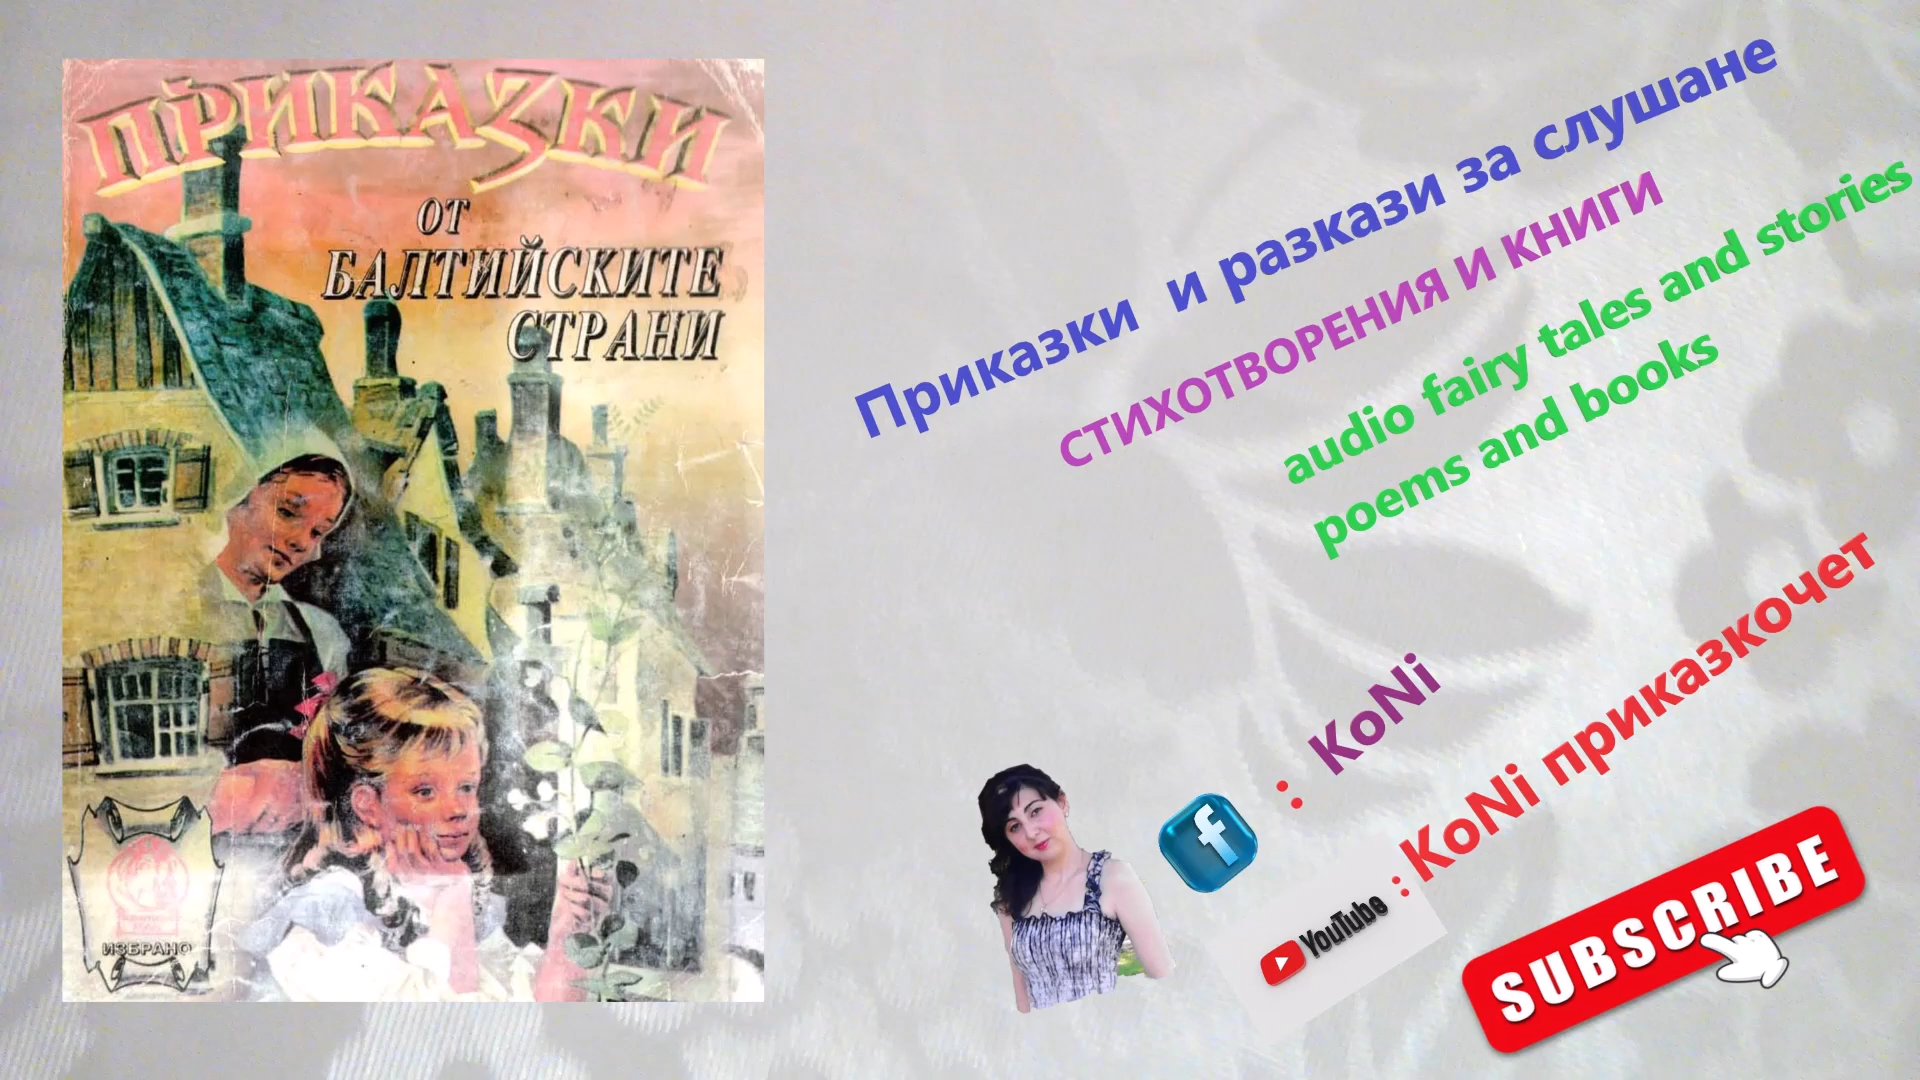 ПРИКАЗКИ
ОТ
БАЛТИЙСКИТЕ
СТРАНИ
ИЗБРАНО
Приказки и разкази за слушане
СТИХОТВОРЕНИЯ И КНИГИ
audio fairy tales and stories
poems and books
f : KoNi
YouTube : KoNi приказкочет
SUBSCRIBE